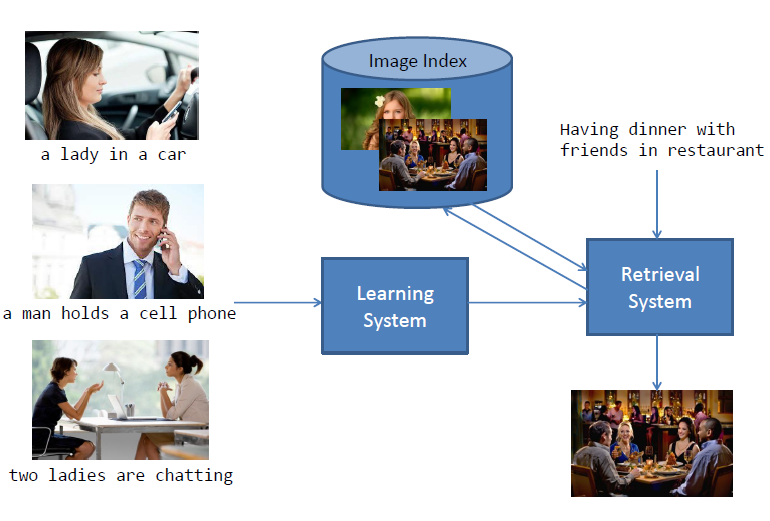 a lady in a car
a man holds a cell phone
two ladies are chatting
Image Index
Learning
System
Having dinner with
friends in restaurant
Retrieval
System